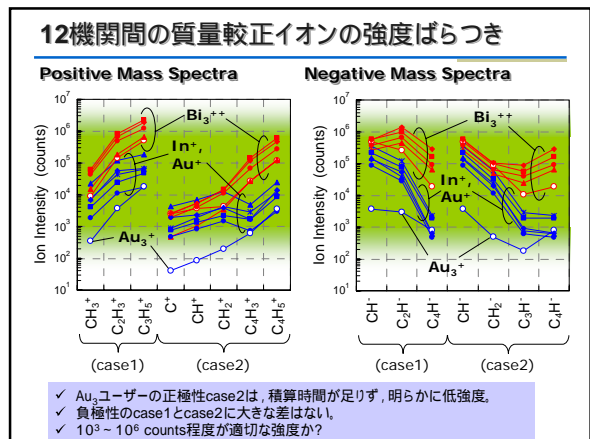 12機関間の質量較正イオンの強度ばらつき
Positive Mass Spectra
Negative Mass Spectra
Ion Intensity (counts)
10⁷
10⁶
10⁵
10⁴
10³
10²
10¹
Bi₃⁺⁺
In⁺,
Au⁺
Au₃⁺
CH₃⁺
C₂H₃⁺
C₃H₅⁺
C⁺
CH⁺
CH₂⁺
C₄H₃⁺
C₄H₅⁺
(case1)
(case2)
Ion Intensity (counts)
10⁷
10⁶
10⁵
10⁴
10³
10²
10¹
Bi₃⁺⁺
In⁺,
Au⁺
Au₃⁺
CH⁻
C₂H⁻
C₄H⁻
CH⁻
CH₂⁻
C₃H⁻
C₄H⁻
(case1)
(case2)
✓ Au₃ユーザーの正極性case2は，積算時間が足りず，明らかに低強度。
✓ 負極性のcase1とcase2に大きな差はない。
✓ 10³ ~ 10⁶ counts程度が適切な強度か?